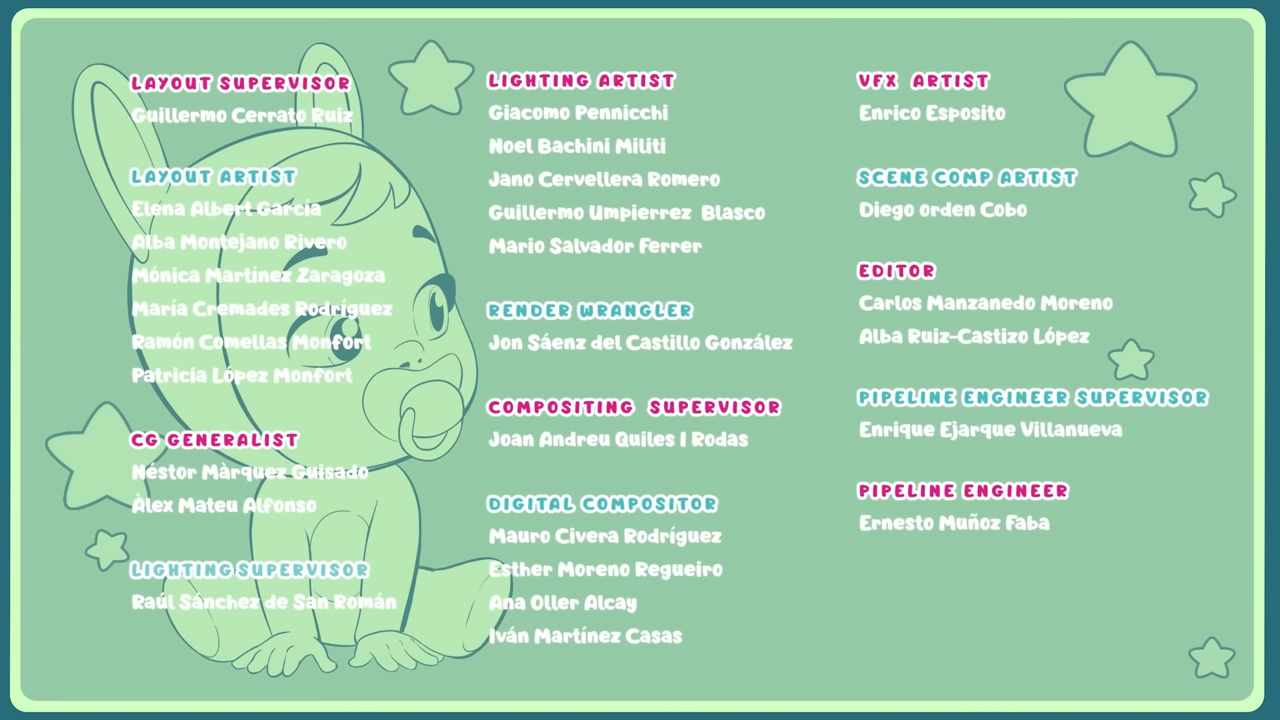 LAYOUT SUPERVISOR
Guillermo Cerrato Ruiz
LAYOUT ARTIST
Elena Albert García
Alba Montejano Rivero
Mónica Martínez Zaragoza
María Cremades Rodríguez
Ramón Comellas Monfort
Patricia López Monfort
CG GENERALIST
Néstor Màrquez Guisado
Àlex Mateu Alfonso
LIGHTING SUPERVISOR
Raúl Sánchez de San Román
LIGHTING ARTIST
Giacomo Pennicchi
Noel Bachini Militi
Jano Cervellera Romero
Guillermo Umpierrez Blasco
Mario Salvador Ferrer
RENDER WRANGLER
Jon Sáenz del Castillo González
COMPOSITING SUPERVISOR
Joan Andreu Quiles I Rodas
DIGITAL COMPOSITOR
Mauro Civera Rodríguez
Esther Moreno Regueiro
Ana Oller Alcay
Iván Martínez Casas
VFX ARTIST
Enrico Esposito
SCENE COMP ARTIST
Diego orden Cobo
EDITOR
Carlos Manzanedo Moreno
Alba Ruiz-Castizo López
PIPELINE ENGINEER SUPERVISOR
Enrique Ejarque Villanueva
PIPELINE ENGINEER
Ernesto Muñoz Faba